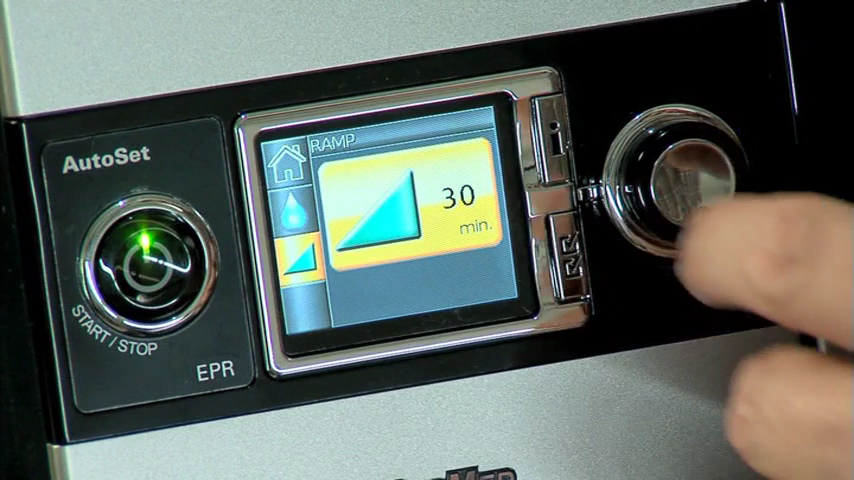 AutoSet
START/STOP
EPR
RAMP
30
min.
i